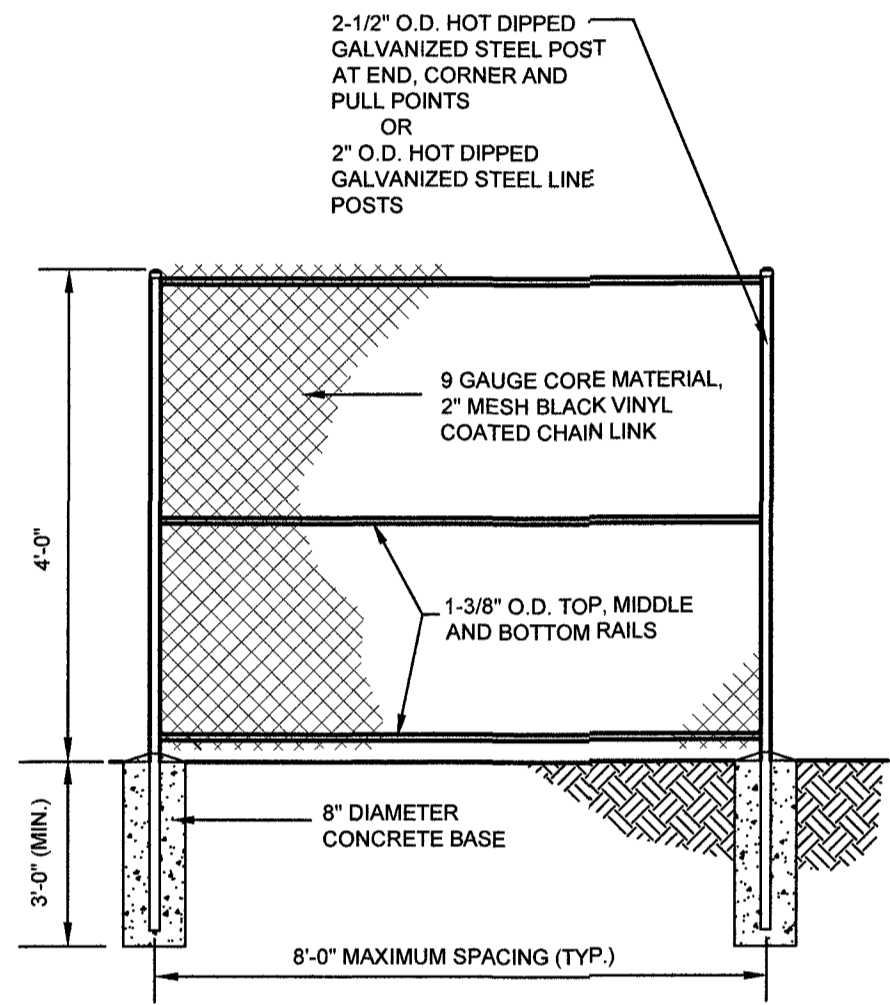 2-1/2" O.D. HOT DIPPED
GALVANIZED STEEL POST
AT END, CORNER AND
PULL POINTS
OR
2" O.D. HOT DIPPED
GALVANIZED STEEL LINE
POSTS
9 GAUGE CORE MATERIAL,
2" MESH BLACK VINYL
COATED CHAIN LINK
4'-0"
1-3/8" O.D. TOP, MIDDLE
AND BOTTOM RAILS
8" DIAMETER
CONCRETE BASE
3'-0" (MIN.)
8'-0" MAXIMUM SPACING (TYP.)